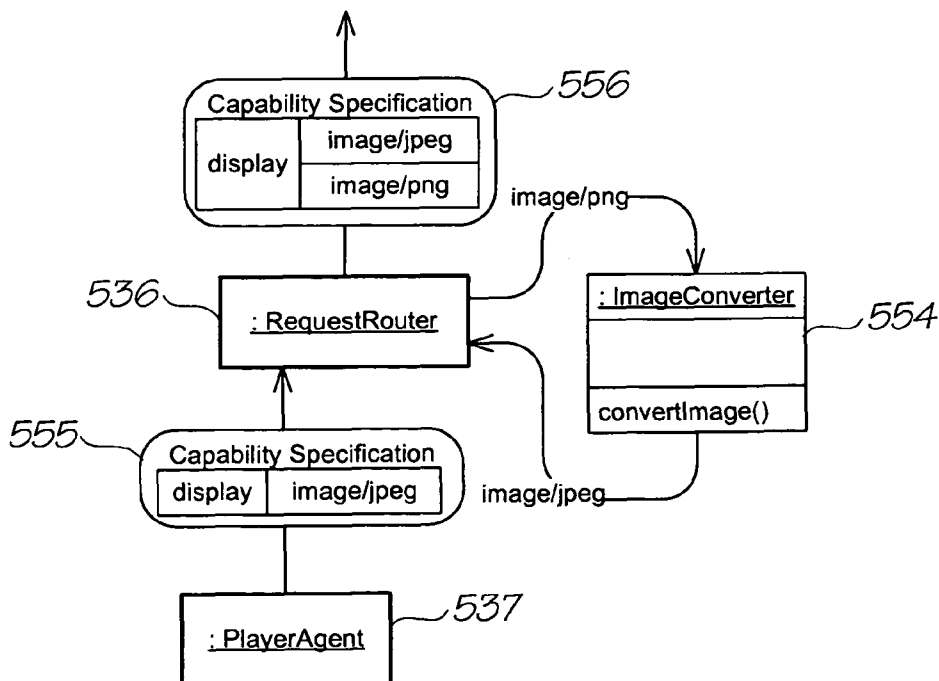 Capability Specification
556
display
image/jpeg
image/png
image/png
536
: RequestRouter
: ImageConverter
554
convertImage()
555
Capability Specification
display
image/jpeg
image/jpeg
537
: PlayerAgent